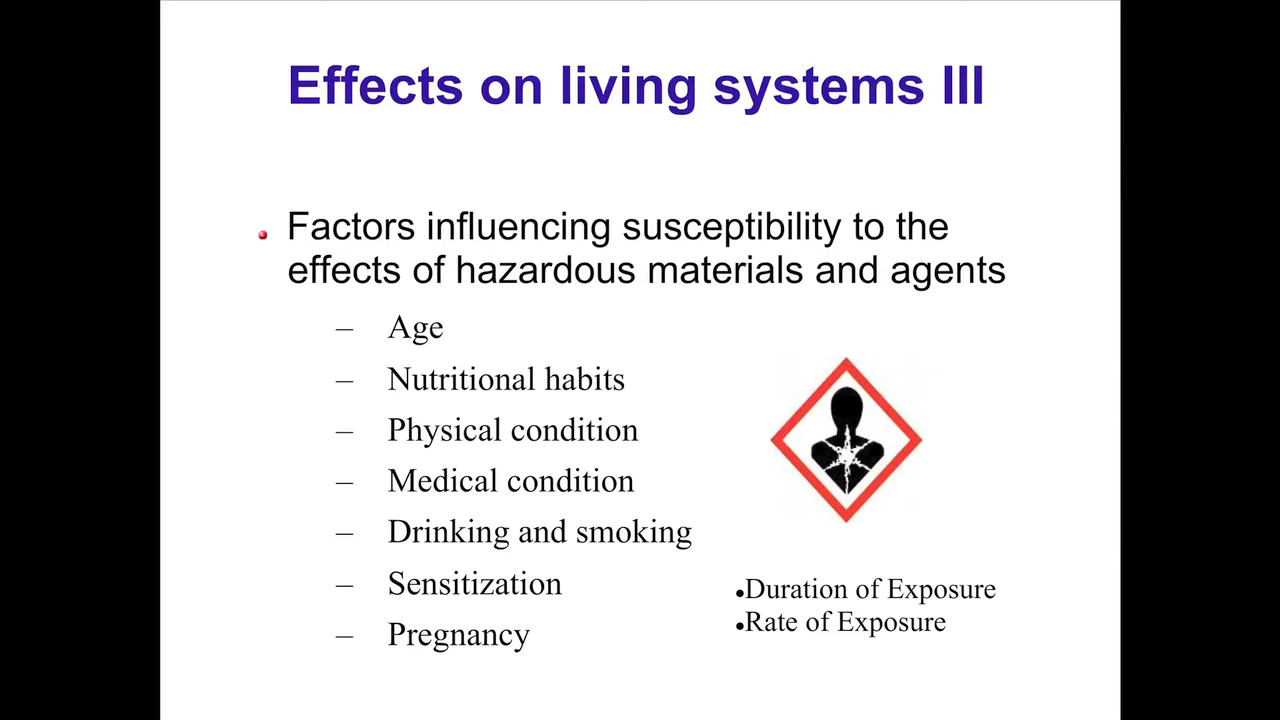 Effects on living systems III
Factors influencing susceptibility to the
effects of hazardous materials and agents
– Age
– Nutritional habits
– Physical condition
– Medical condition
– Drinking and smoking
– Sensitization
– Pregnancy
●Duration of Exposure
●Rate of Exposure